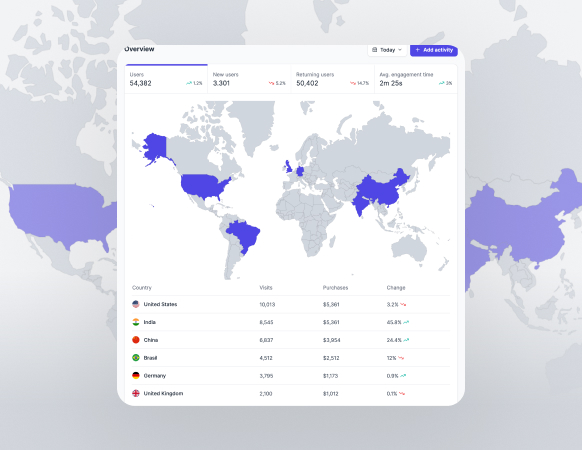 Overview
Today
+ Add activity
Users
54,382
1.2%
New users
3.301
5.2%
Returning users
50,402
14.7%
Avg. engagement time
2m 25s
3%
Country Visits Purchases Change
United States 10,013 $5,361 3.2%
India 8,545 $5,361 45.8%
China 6,837 $3,954 24.4%
Brasil 4,512 $2,512 12%
Germany 3,795 $1,173 0.9%
United Kingdom 2,100 $1,012 0.1%